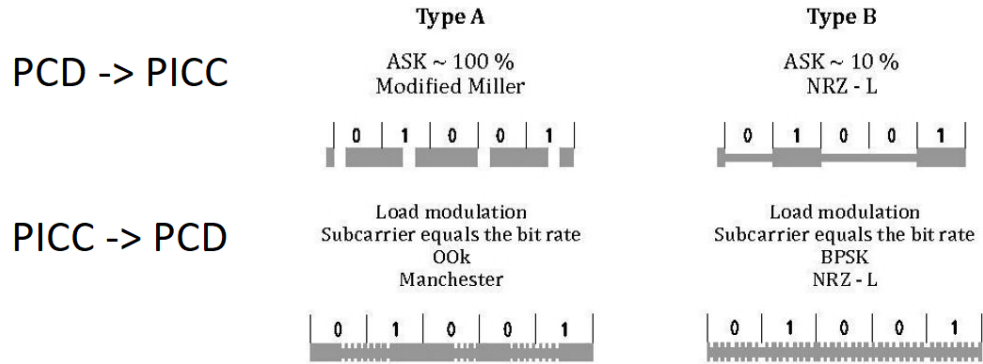 Type A
Type B
PCD -> PICC
ASK ~ 100 %
Modified Miller
ASK ~ 10 %
NRZ - L
0 1 0 0 1
0 1 0 0 1
PICC -> PCD
Load modulation
Subcarrier equals the bit rate
OOk
Manchester
Load modulation
Subcarrier equals the bit rate
BPSK
NRZ - L
0 1 0 0 1
0 1 0 0 1